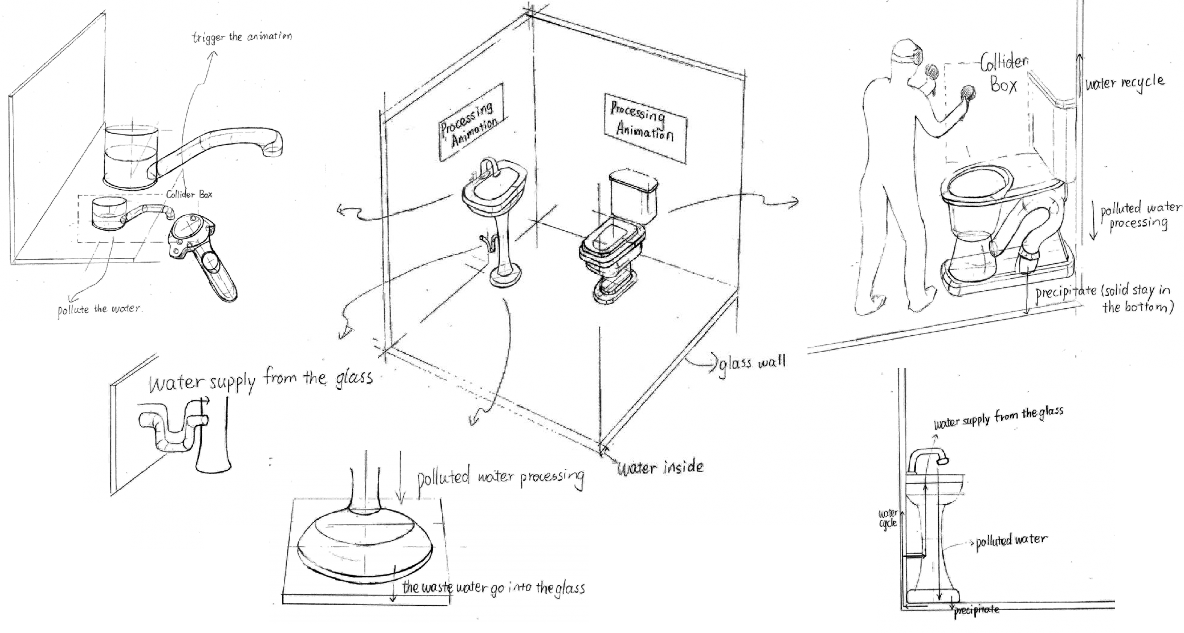 trigger the animation
Collider Box
pollute the water
Processing
Animation
Processing
Animation
glass wall
water inside
Collider
Box
water recycle
polluted water
processing
precipitate (solid stay in
the bottom)
water supply from the glass
polluted water processing
the waste water go into the glass
water supply from the glass
water
cycle
polluted water
precipitate